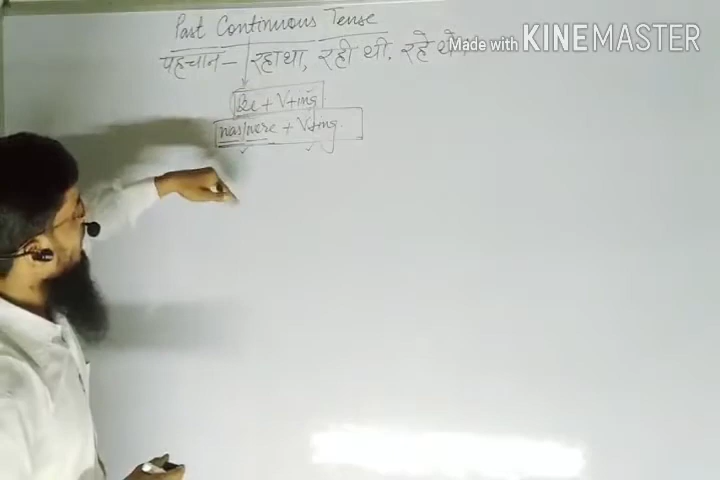 Past Continuous Tense
पहचान - रहा था, रही थी. रहे थे।
Be + V+ing
was/were + V+ing.
Made with KINEMASTER